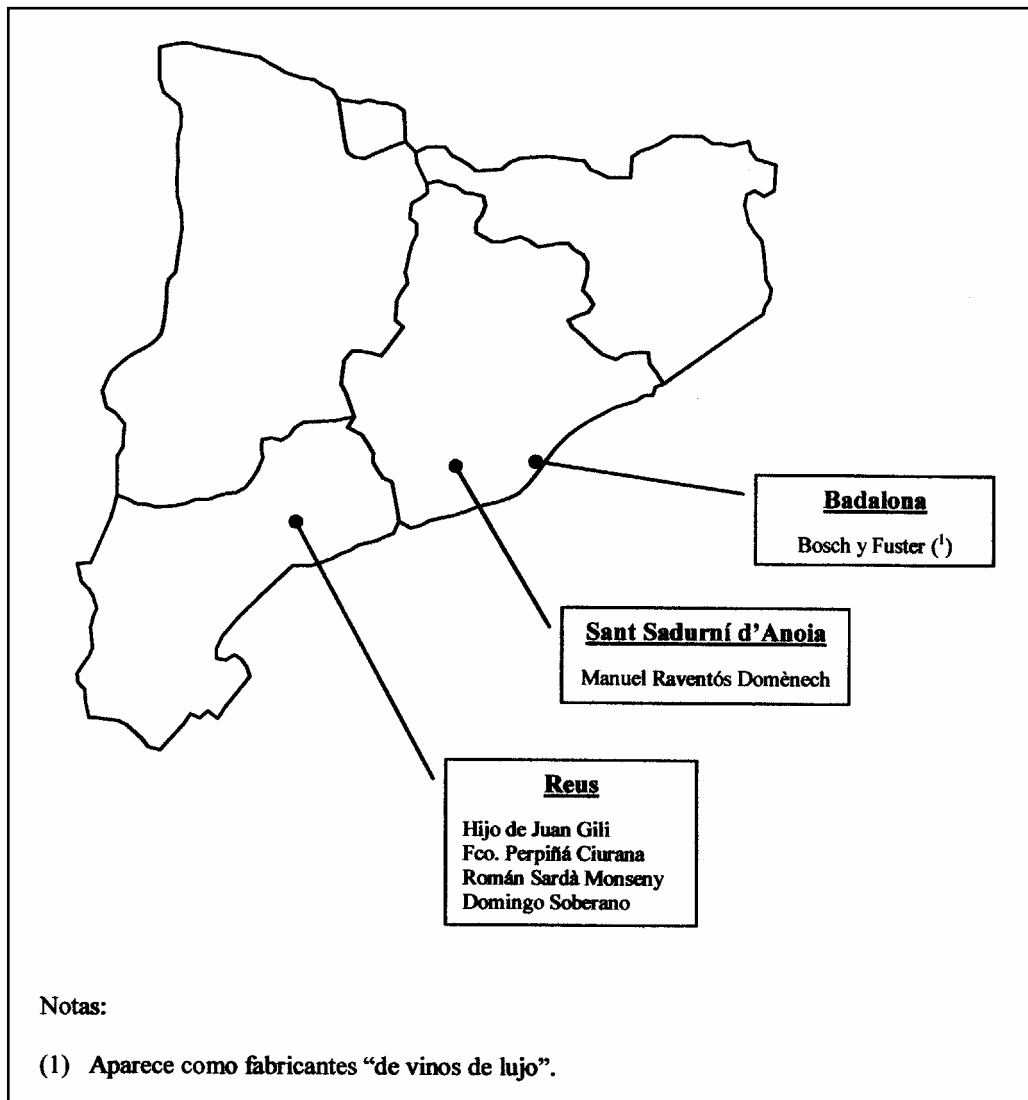 Badalona
Bosch y Fuster (¹)
Sant Sadurní d’Anoia
Manuel Raventós Domènech
Reus
Hijo de Juan Gili
Fco. Perpiñá Ciurana
Román Sardà Monseny
Domingo Soberano
Notas:
(1) Aparece como fabricantes “de vinos de lujo”.